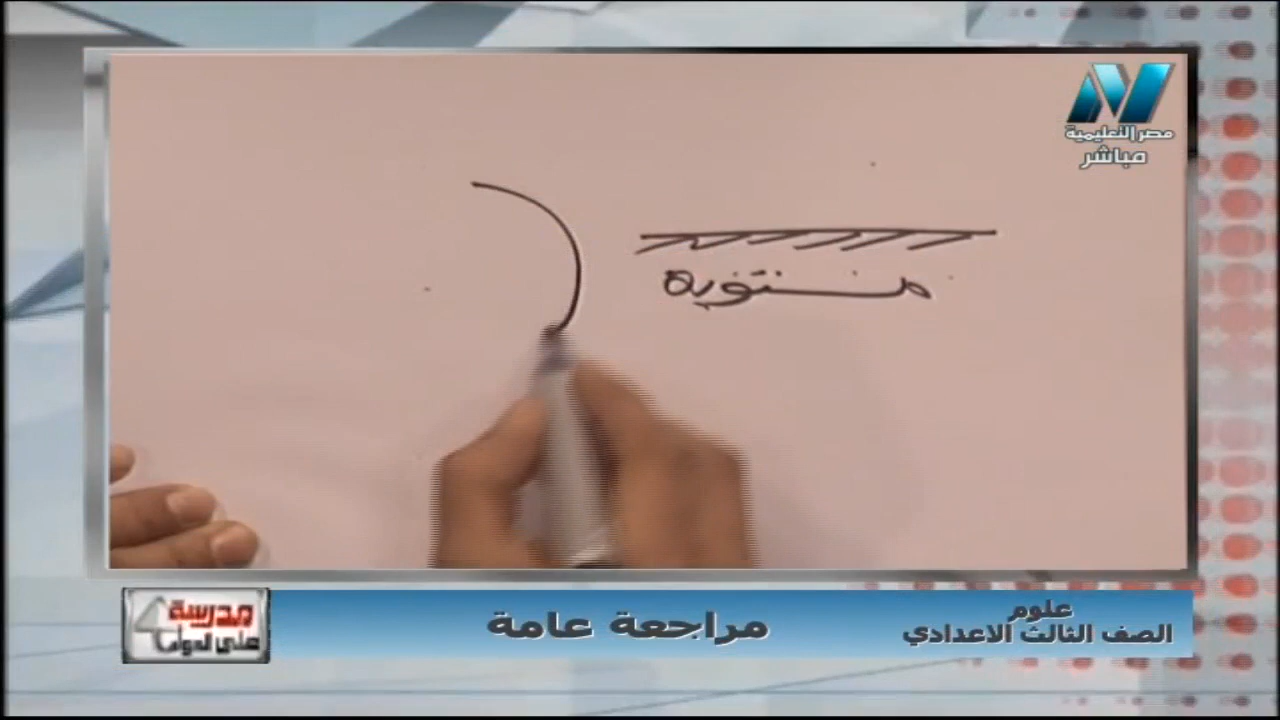 مصر التعليمية
مباشر
مستوية
علوم
الصف الثالث الاعدادي
مراجعة عامة
مدرسة
على الهواء